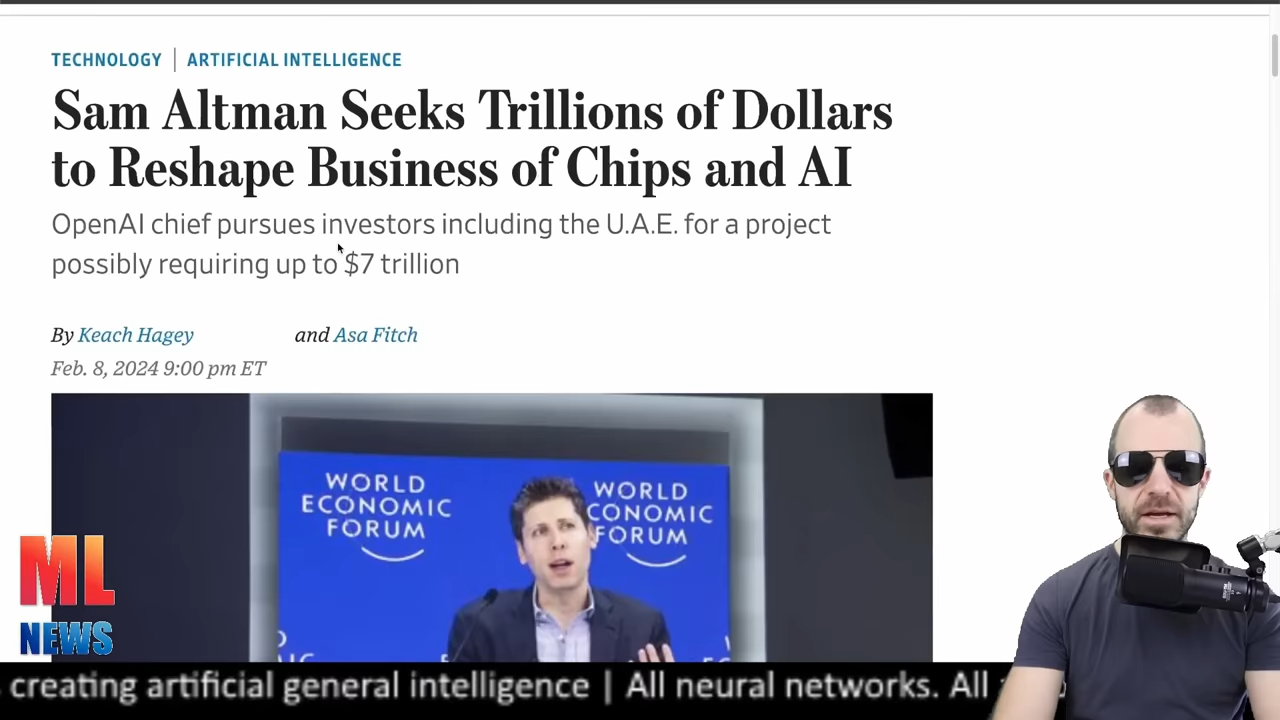 TECHNOLOGY | ARTIFICIAL INTELLIGENCE
Sam Altman Seeks Trillions of Dollars
to Reshape Business of Chips and AI
OpenAI chief pursues investors including the U.A.E. for a project
possibly requiring up to $7 trillion
By Keach Hagey and Asa Fitch
Feb. 8, 2024 9:00 pm ET
WORLD
ECONOMIC
FORUM
WORLD
ECONOMIC
FORUM
ML
NEWS
creating artificial general intelligence | All neural networks. All